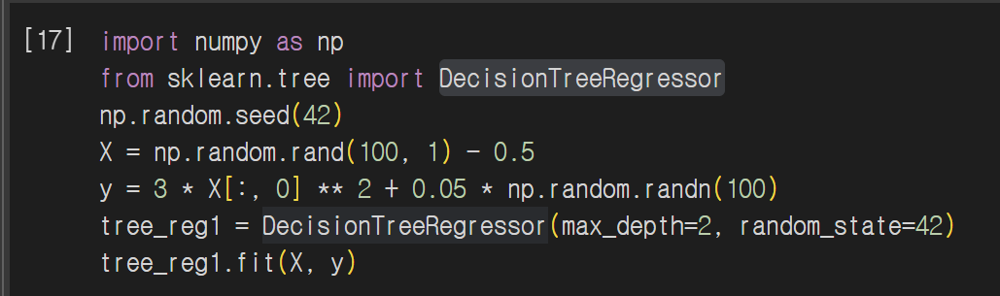 [17] import numpy as np
from sklearn.tree import DecisionTreeRegressor
np.random.seed(42)
X = np.random.rand(100, 1) - 0.5
y = 3 * X[:, 0] ** 2 + 0.05 * np.random.randn(100)
tree_reg1 = DecisionTreeRegressor(max_depth=2, random_state=42)
tree_reg1.fit(X, y)